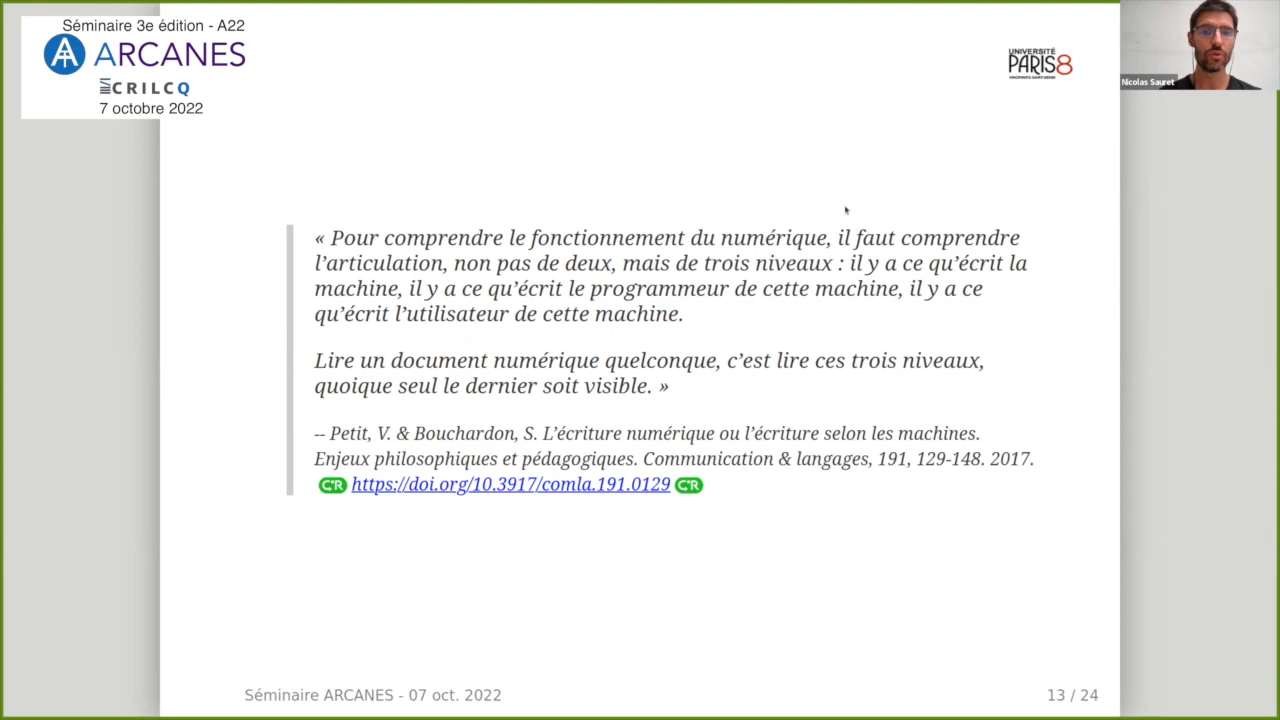 Séminaire 3e édition - A22
ARCANES
CRILCQ
7 octobre 2022
UNIVERSITÉ
PARIS8
VINCENNES-SAINT-DENIS
Nicolas Sauret
« Pour comprendre le fonctionnement du numérique, il faut comprendre
l’articulation, non pas de deux, mais de trois niveaux : il y a ce qu’écrit la
machine, il y a ce qu’écrit le programmeur de cette machine, il y a ce
qu’écrit l’utilisateur de cette machine.
Lire un document numérique quelconque, c’est lire ces trois niveaux,
quoique seul le dernier soit visible. »
-- Petit, V. & Bouchardon, S. L’écriture numérique ou l’écriture selon les machines.
Enjeux philosophiques et pédagogiques. Communication & langages, 191, 129-148. 2017.
C*R https://doi.org/10.3917/comla.191.0129 C*R
Séminaire ARCANES - 07 oct. 2022
13 / 24